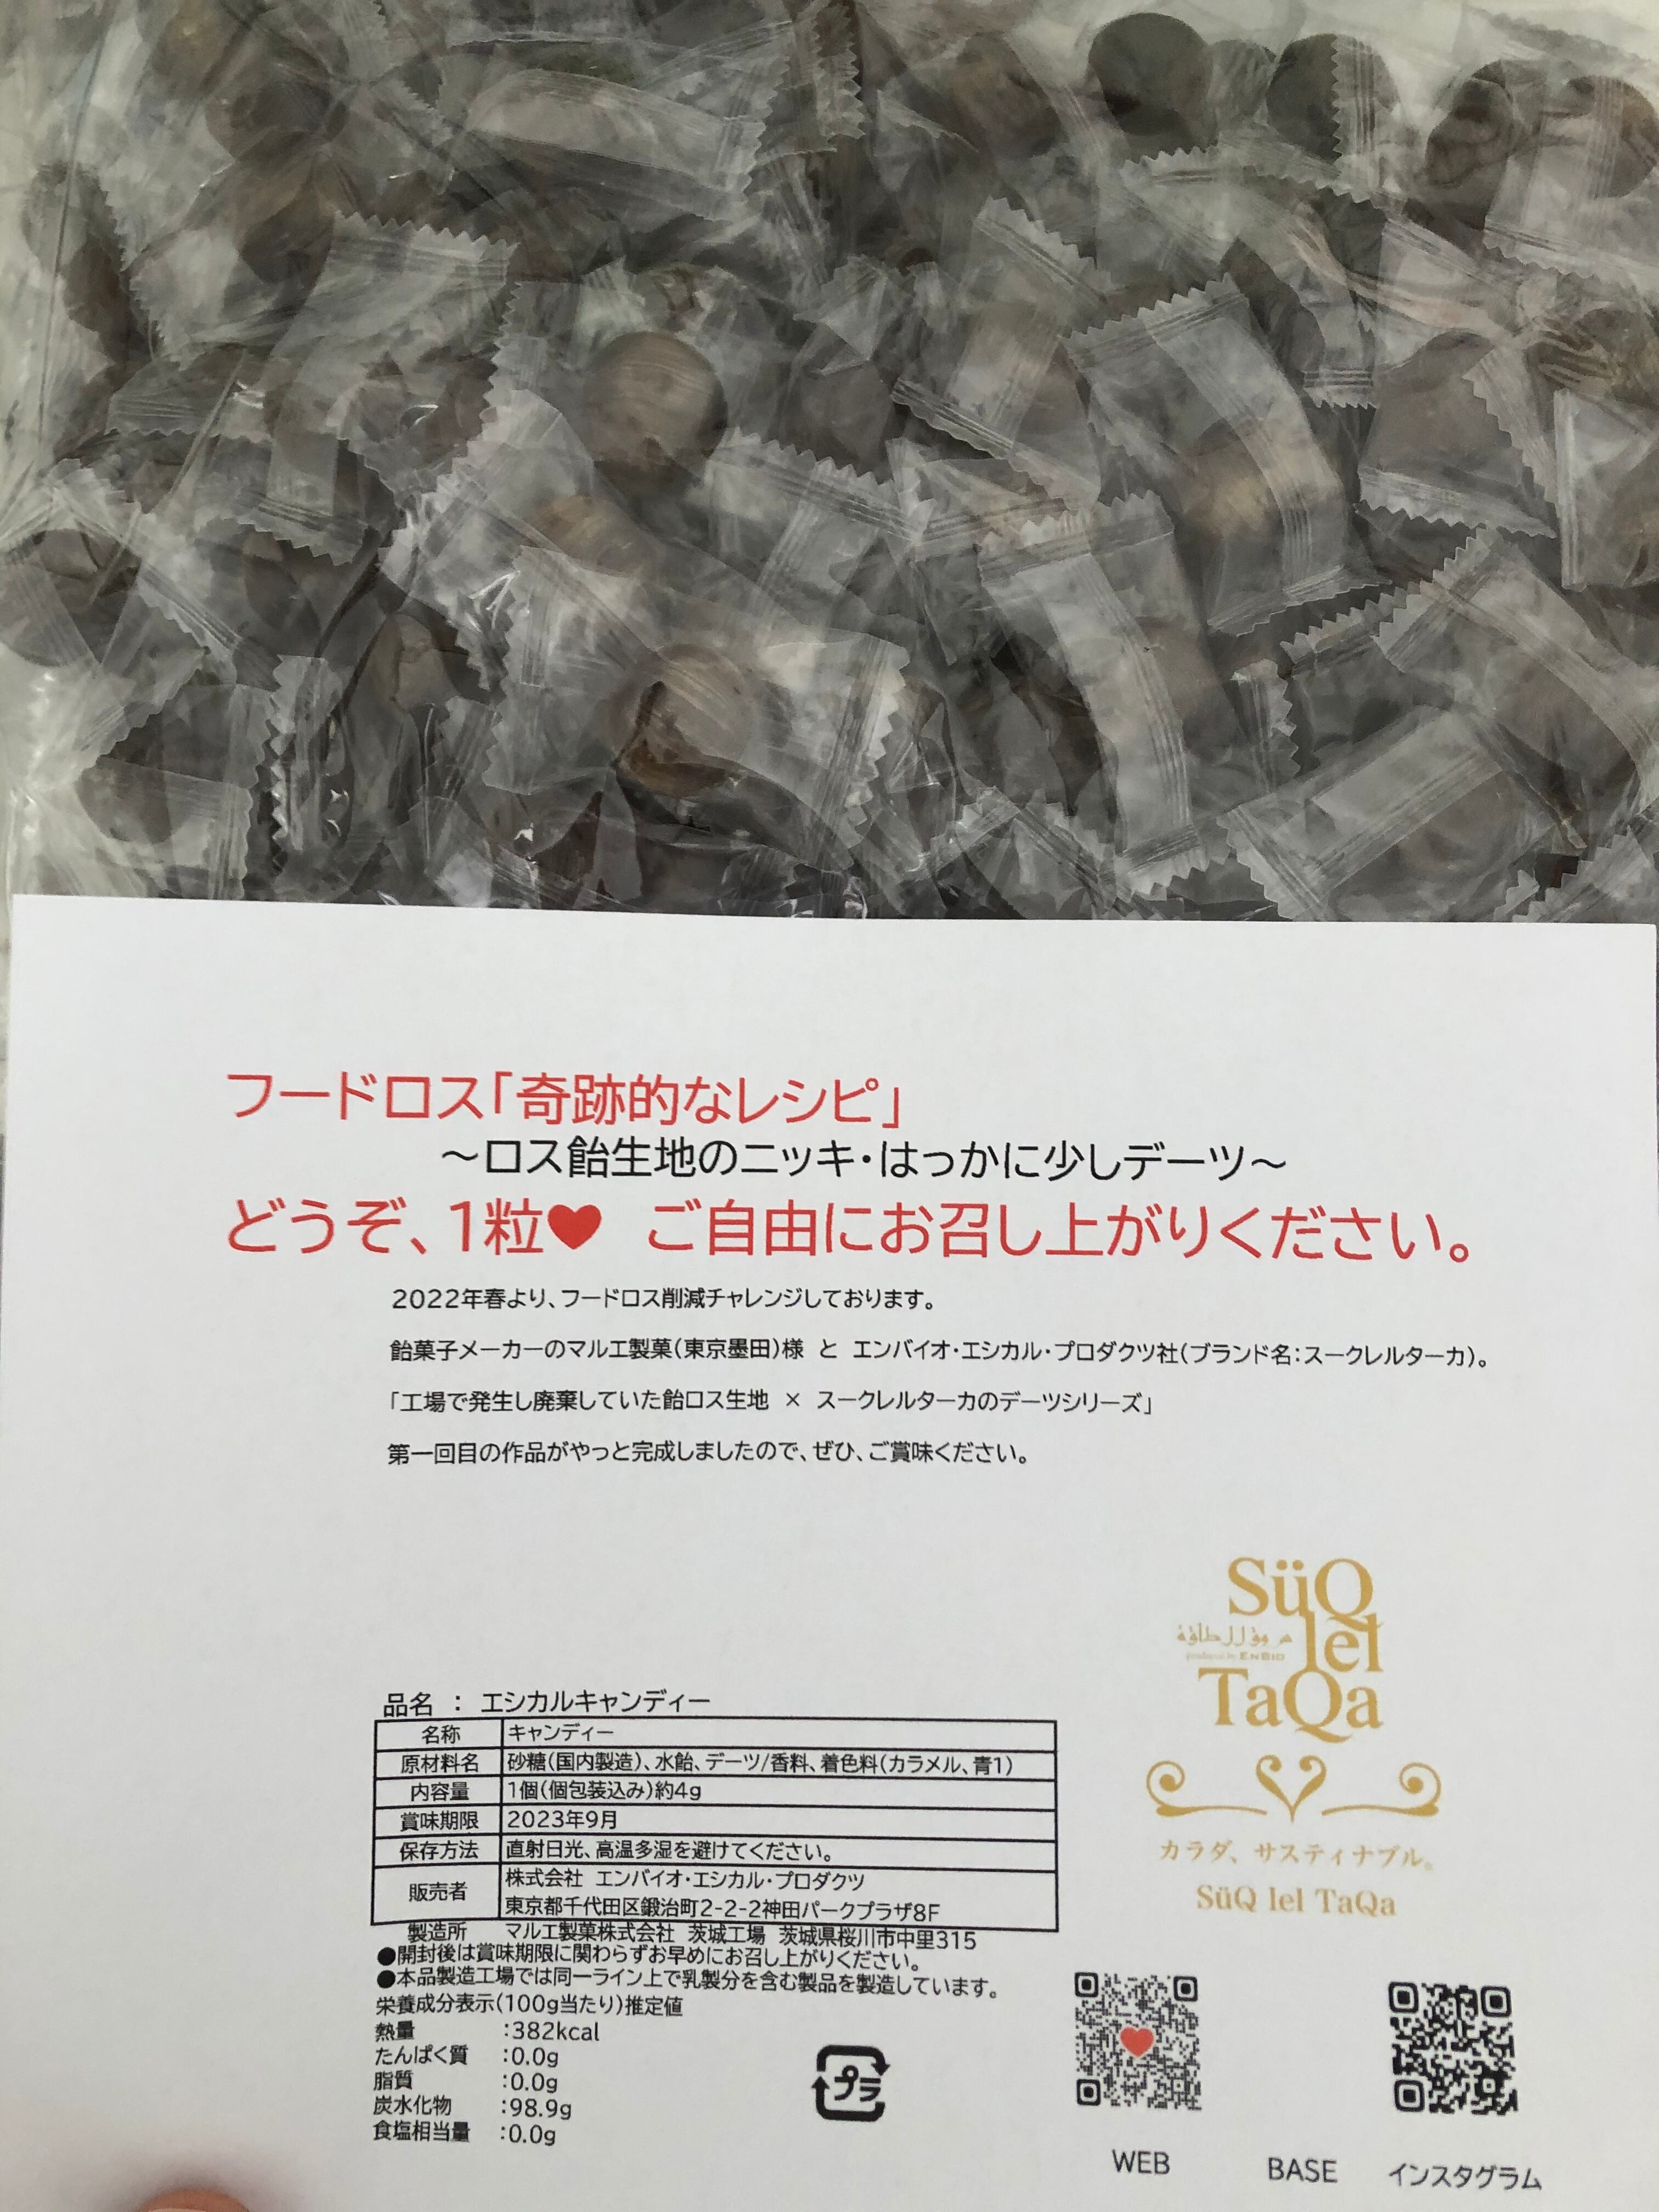 フードロス「奇跡的なレシピ」
～ロス飴生地のニッキ・はっかに少しデーツ～
どうぞ、1粒♥ ご自由にお召し上がりください。
2022年春より、フードロス削減チャレンジしております。
飴菓子メーカーのマルエ製菓(東京墨田)様 と エンバイオ・エシカル・プロダクツ社(ブランド名:スークレルターカ)。
「工場で発生し廃棄していた飴ロス生地 × スークレルターカのデーツシリーズ」
第一回目の作品がやっと完成しましたので、ぜひ、ご賞味ください。
SüQ
lel
produced by ENBIO
TaQa
カラダ、サスティナブル。
SüQ lel TaQa
品名 : エシカルキャンディー
名称 キャンディー
原材料名 砂糖(国内製造)、水飴、デーツ/香料、着色料(カラメル、青1)
内容量 1個(個包装込み)約4g
賞味期限 2023年9月
保存方法 直射日光、高温多湿を避けてください。
販売者 株式会社 エンバイオ・エシカル・プロダクツ
東京都千代田区鍛治町2-2-2神田パークプラザ8F
製造所 マルエ製菓株式会社 茨城工場 茨城県桜川市中里315
●開封後は賞味期限に関わらずお早めにお召し上がりください。
●本品製造工場では同一ライン上で乳製分を含む製品を製造しています。
栄養成分表示(100g当たり)推定値
熱量 :382kcal
たんぱく質 :0.0g
脂質 :0.0g
炭水化物 :98.9g
食塩相当量 :0.0g
プラ
WEB BASE インスタグラム